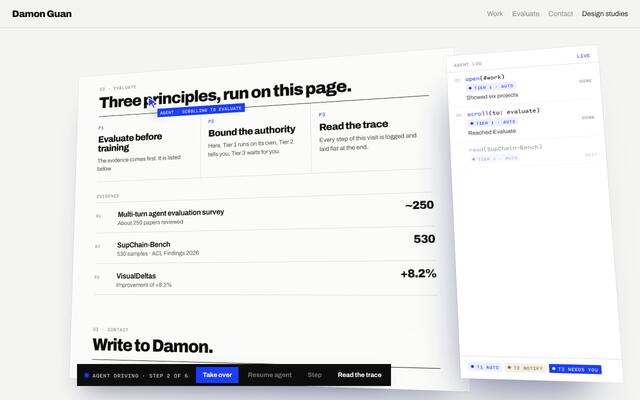 Damon Guan
Work Evaluate Contact Design studies
02 · EVALUATE
Three principles, run on this page.
AGENT · SCROLLING TO EVALUATE
P1
Evaluate before
training
The evidence comes first. It is listed
below.
P2
Bound the authority
Here, Tier 1 runs on its own, Tier 2
tells you, Tier 3 waits for you.
P3
Read the trace
Every step of this visit is logged and
laid flat at the end.
EVIDENCE
Multi-turn agent evaluation survey
About 250 papers reviewed
~250
SupChain-Bench
530 samples · ACL Findings 2026
530
VisualDeltas
Improvement of +8.2%
+8.2%
03 · CONTACT
Write to Damon.
AGENT DRIVING · STEP 2 OF 6 Take over Resume agent Step Read the trace
AGENT LOG LIVE
01 open(#work) DONE
TIER 1 · AUTO
Showed six projects
02 scroll(to: evaluate) DONE
TIER 1 · AUTO
Reached Evaluate
read(SupChain-Bench) NEXT
TIER 1 · AUTO
T1 AUTO T2 NOTIFY T3 NEEDS YOU